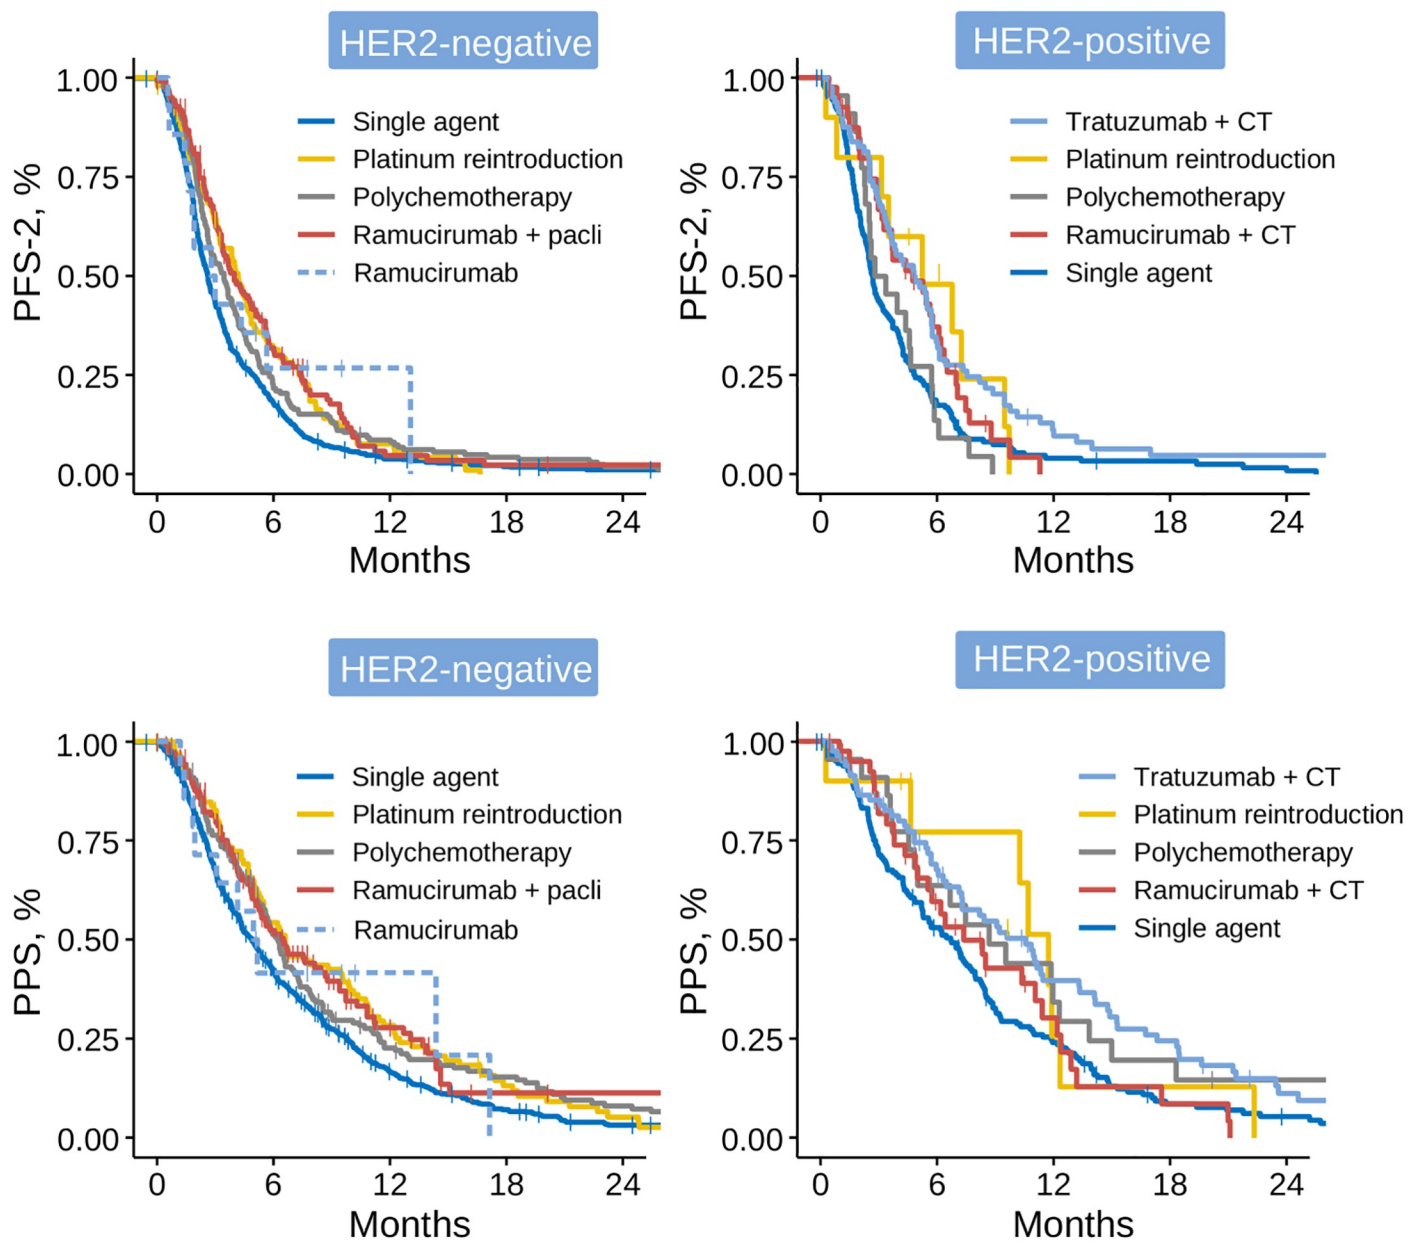 HER2-negative
PFS-2, %
1.00
0.75
0.50
0.25
0.00
Single agent
Platinum reintroduction
Polychemotherapy
Ramucirumab + pacli
Ramucirumab
0 6 12 18 24
Months
HER2-positive
PFS-2, %
1.00
0.75
0.50
0.25
0.00
Tratuzumab + CT
Platinum reintroduction
Polychemotherapy
Ramucirumab + CT
Single agent
0 6 12 18 24
Months
HER2-negative
PPS, %
1.00
0.75
0.50
0.25
0.00
Single agent
Platinum reintroduction
Polychemotherapy
Ramucirumab + pacli
Ramucirumab
0 6 12 18 24
Months
HER2-positive
PPS, %
1.00
0.75
0.50
0.25
0.00
Tratuzumab + CT
Platinum reintroduction
Polychemotherapy
Ramucirumab + CT
Single agent
0 6 12 18 24
Months